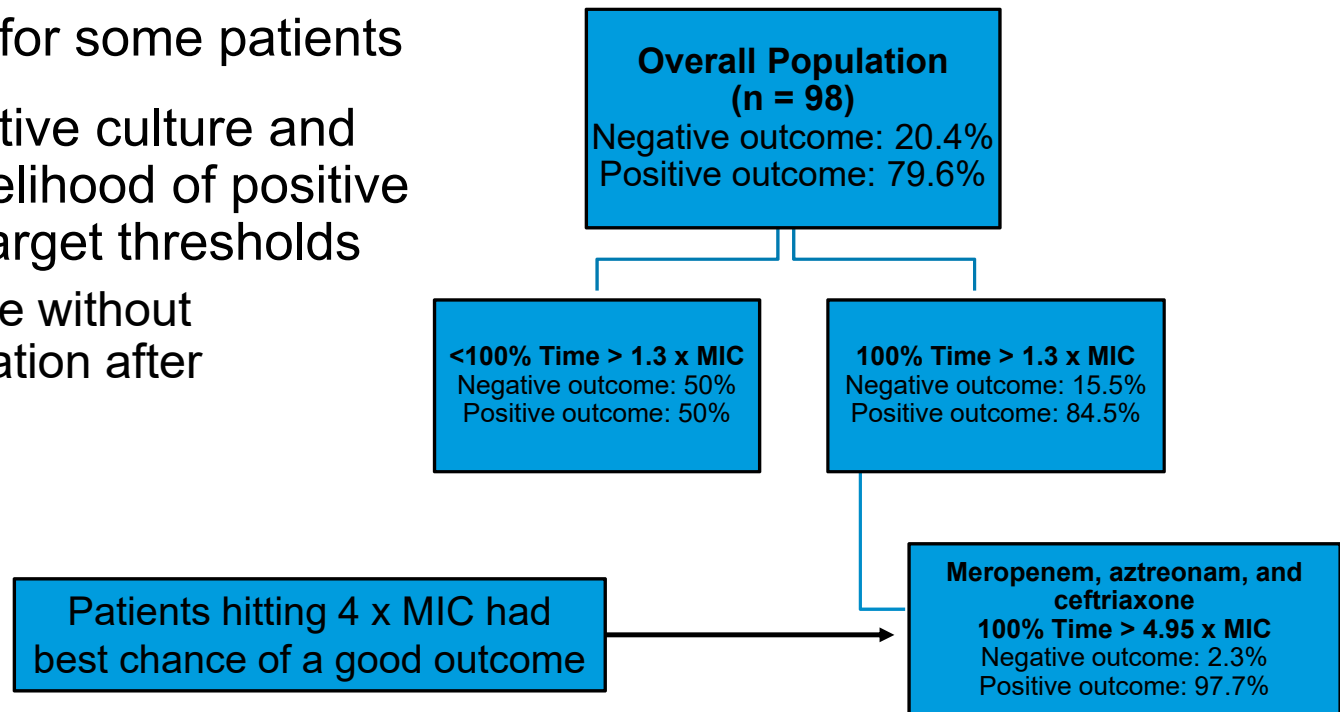 for some patients
tive culture and
elihood of positive
arget thresholds
e without
ation after
Overall Population
(n = 98)
Negative outcome: 20.4%
Positive outcome: 79.6%
<100% Time > 1.3 x MIC
Negative outcome: 50%
Positive outcome: 50%
100% Time > 1.3 x MIC
Negative outcome: 15.5%
Positive outcome: 84.5%
Patients hitting 4 x MIC had
best chance of a good outcome
Meropenem, aztreonam, and
ceftriaxone
100% Time > 4.95 x MIC
Negative outcome: 2.3%
Positive outcome: 97.7%